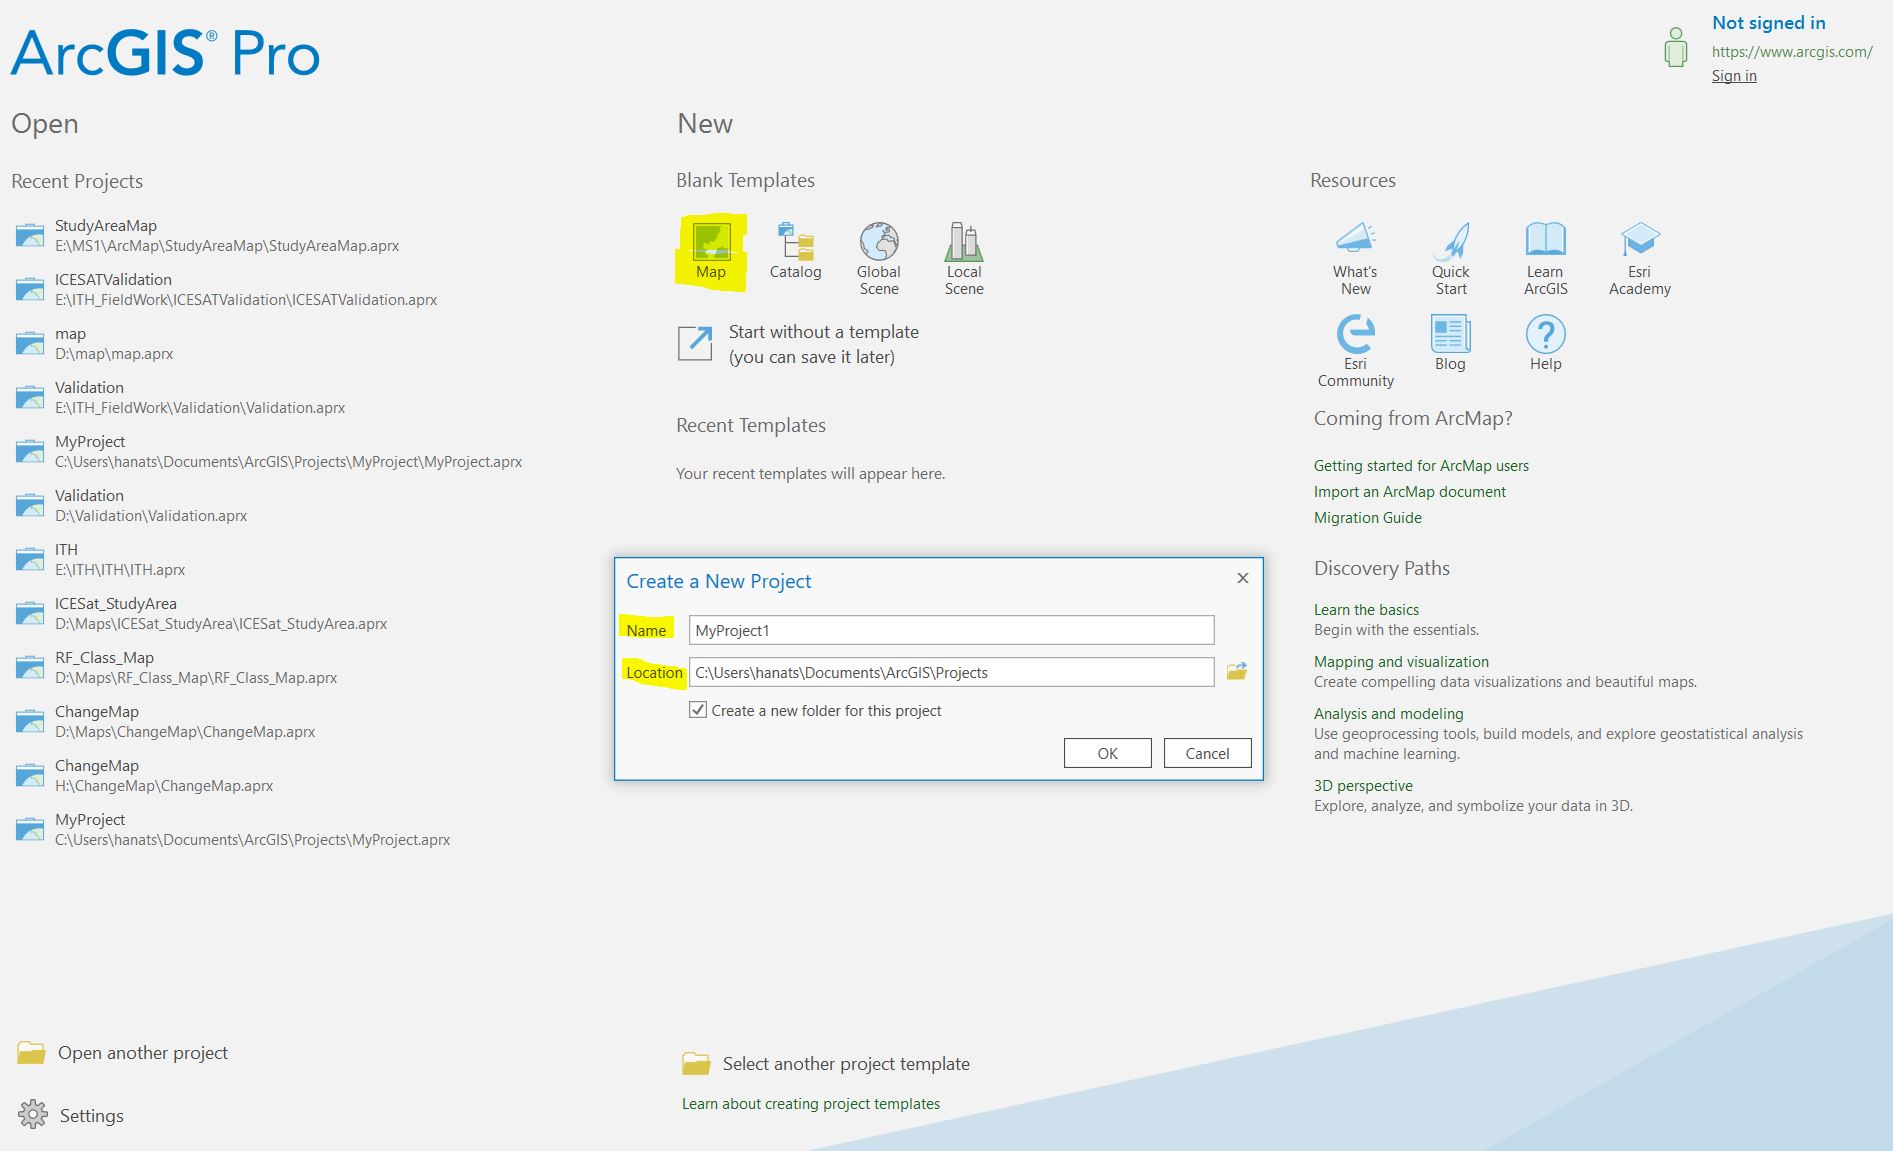 ArcGIS® Pro
Not signed in
https://www.arcgis.com/
Sign in
Open
Recent Projects
StudyAreaMap
E:\MS1\ArcMap\StudyAreaMap\StudyAreaMap.aprx
ICESATValidation
E:\ITH_FieldWork\ICESATValidation\ICESATValidation.aprx
map
D:\map\map.aprx
Validation
E:\ITH_FieldWork\Validation\Validation.aprx
MyProject
C:\Users\hanats\Documents\ArcGIS\Projects\MyProject\MyProject.aprx
Validation
D:\Validation\Validation.aprx
ITH
E:\ITH\ITH\ITH.aprx
ICESat_StudyArea
D:\Maps\ICESat_StudyArea\ICESat_StudyArea.aprx
RF_Class_Map
D:\Maps\RF_Class_Map\RF_Class_Map.aprx
ChangeMap
D:\Maps\ChangeMap\ChangeMap.aprx
ChangeMap
H:\ChangeMap\ChangeMap.aprx
MyProject
C:\Users\hanats\Documents\ArcGIS\Projects\MyProject.aprx
Open another project
Settings
New
Blank Templates
Map
Catalog
Global
Scene
Local
Scene
Start without a template
(you can save it later)
Recent Templates
Your recent templates will appear here.
Create a New Project
Name MyProject1
Location C:\Users\hanats\Documents\ArcGIS\Projects
Create a new folder for this project
OK Cancel
Select another project template
Learn about creating project templates
Resources
What's
New
Quick
Start
Learn
ArcGIS
Esri
Academy
Esri
Community
Blog
Help
Coming from ArcMap?
Getting started for ArcMap users
Import an ArcMap document
Migration Guide
Discovery Paths
Learn the basics
Begin with the essentials.
Mapping and visualization
Create compelling data visualizations and beautiful maps.
Analysis and modeling
Use geoprocessing tools, build models, and explore geostatistical analysis
and machine learning.
3D perspective
Explore, analyze, and symbolize your data in 3D.